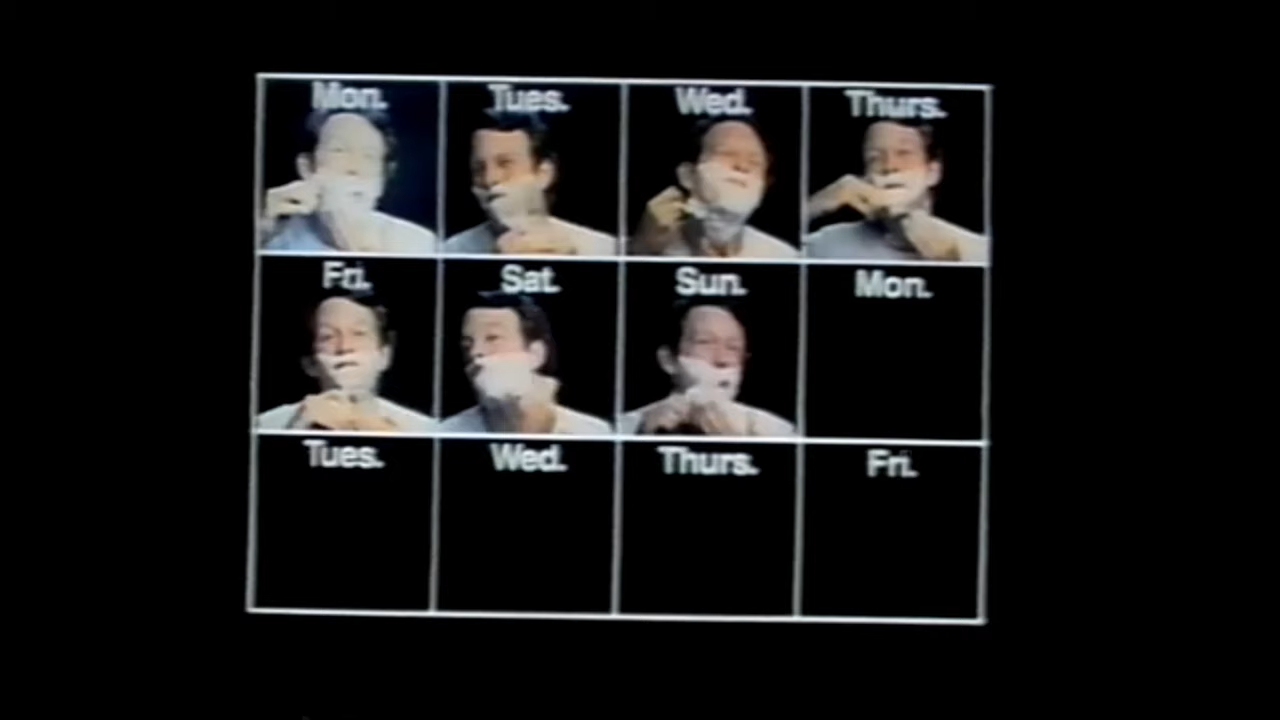 Mon. Tues. Wed. Thurs.
Fri. Sat. Sun. Mon.
Tues. Wed. Thurs. Fri.